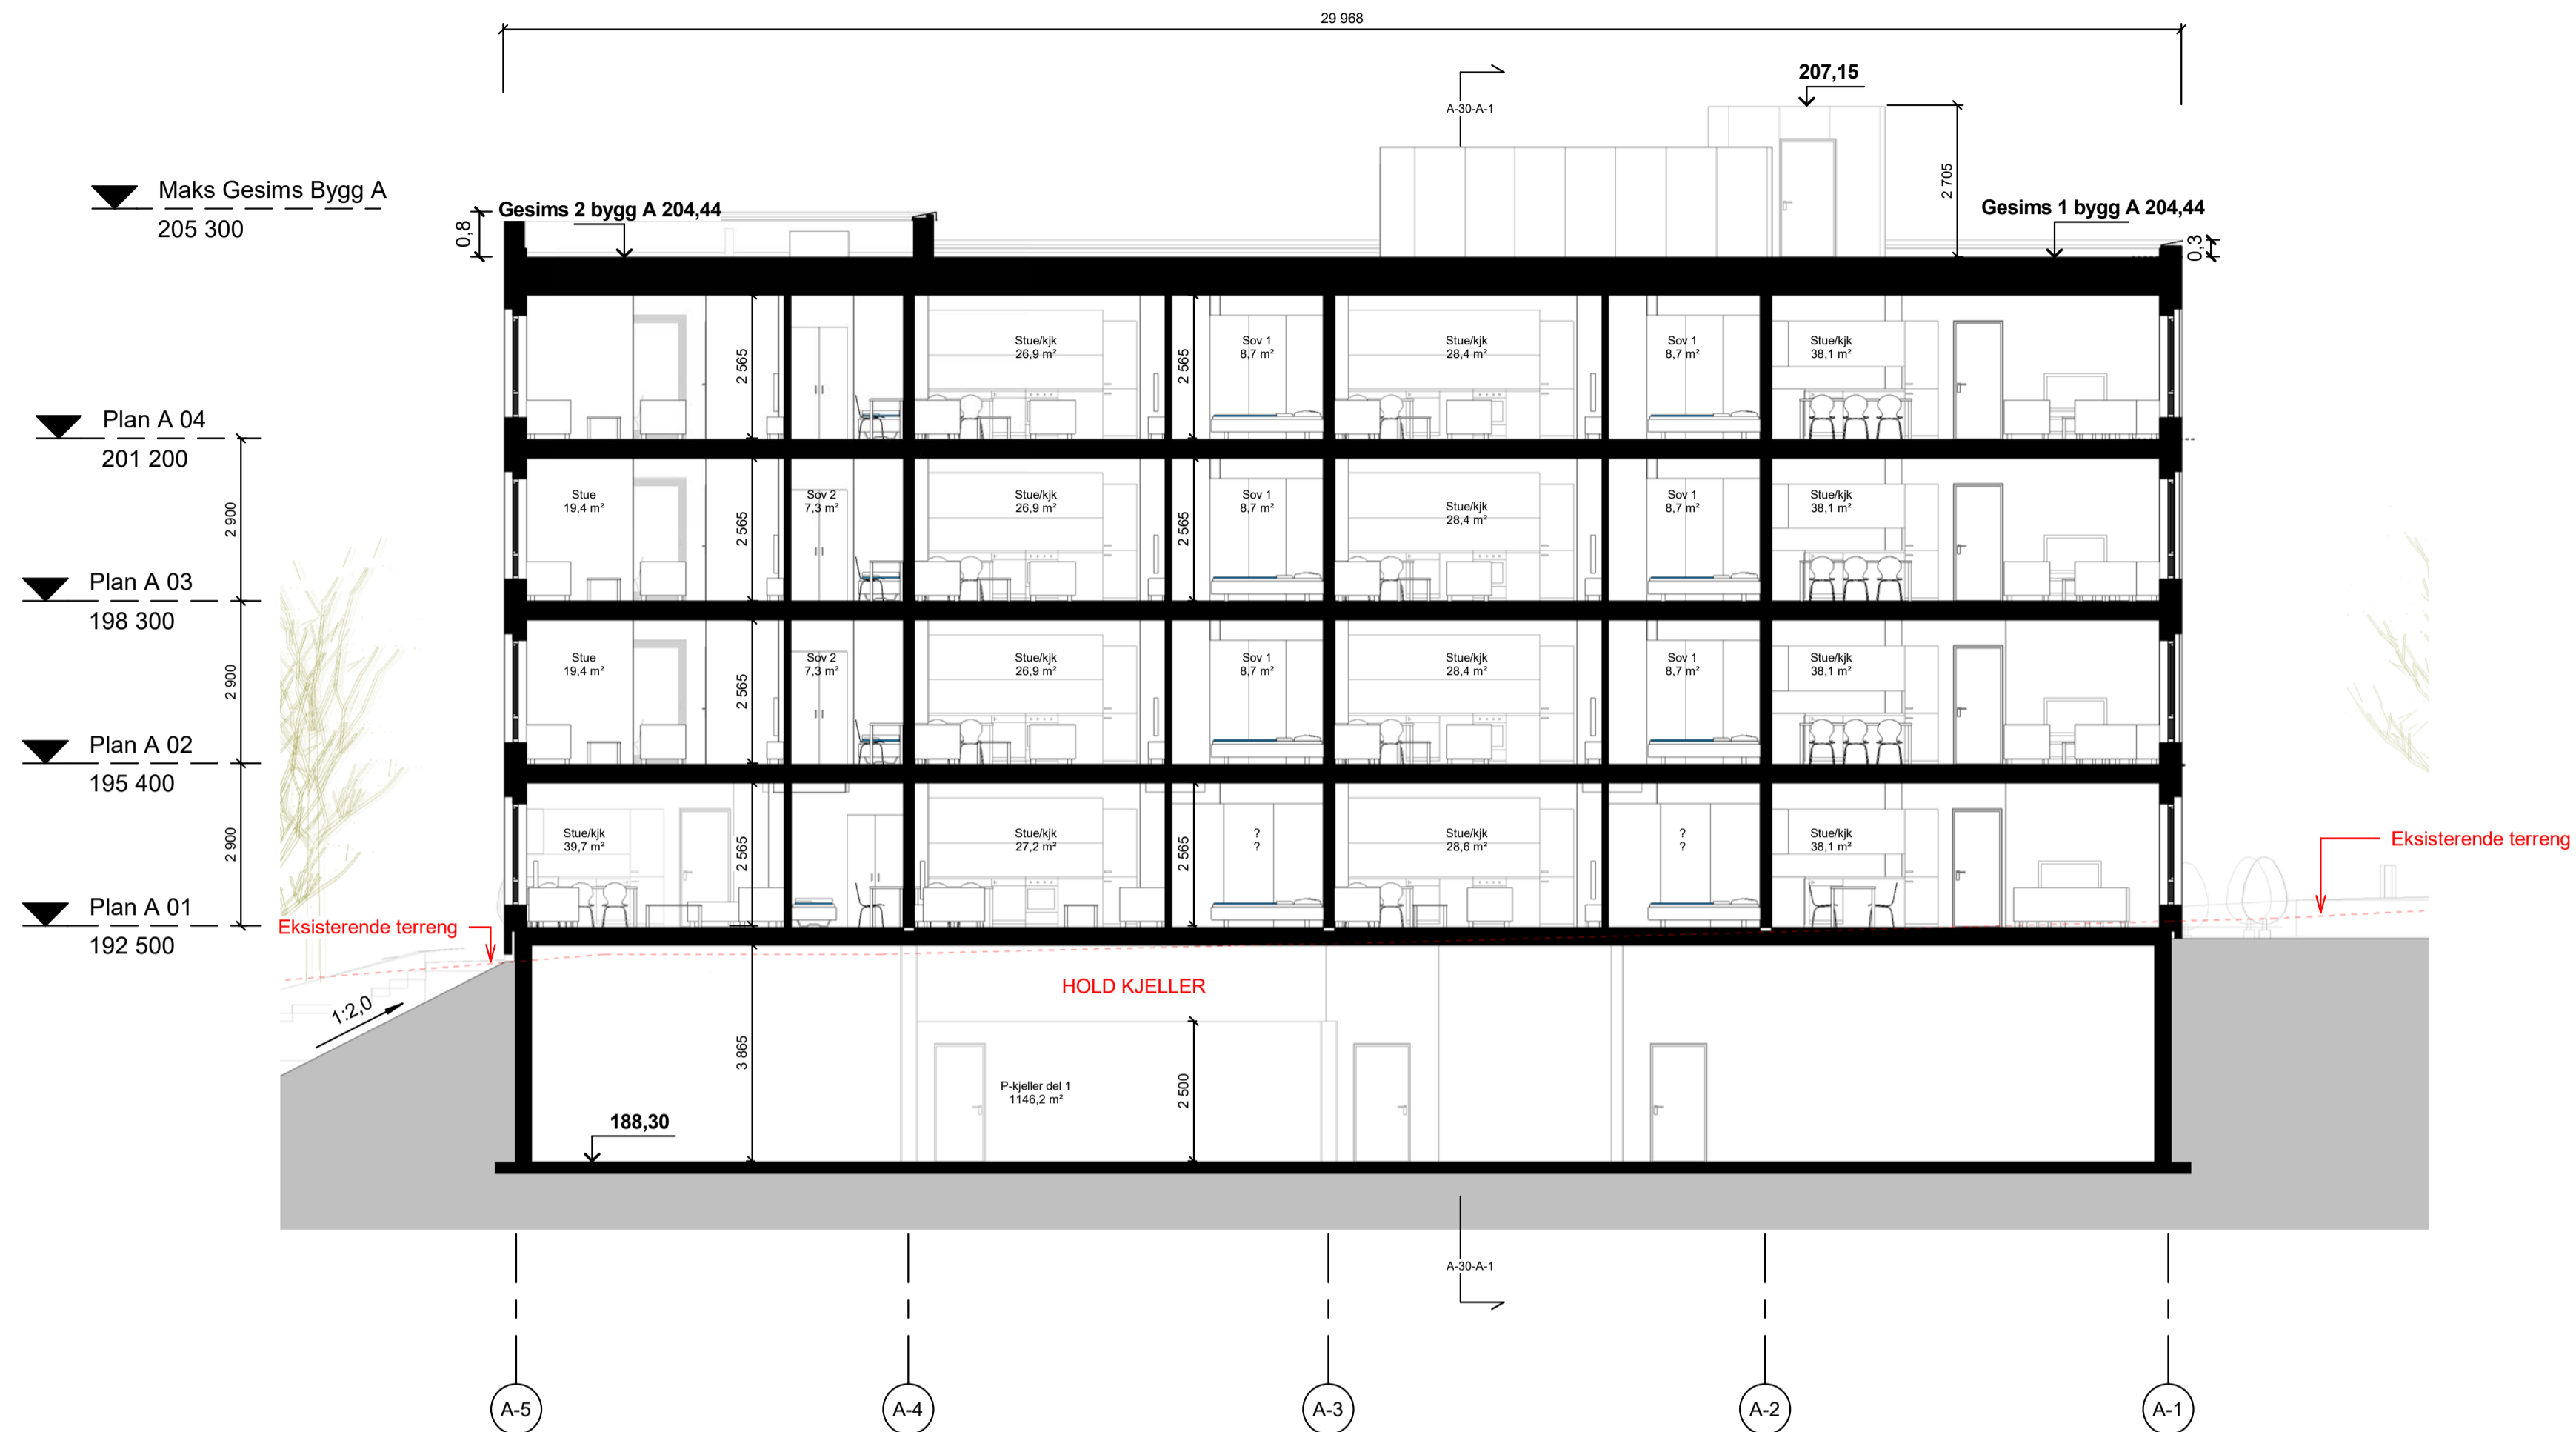 29 968
207,15
A-30-A-1
2 705
Maks Gesims Bygg A
205 300
0,8
Gesims 2 bygg A 204,44
Gesims 1 bygg A 204,44
0,3
Plan A 04
201 200
2 565
Stue/kjk
26,9 m²
2 565
Sov 1
8,7 m²
Stue/kjk
28,4 m²
Sov 1
8,7 m²
Stue/kjk
38,1 m²
2 900
Plan A 03
198 300
Stue
19,4 m²
2 565
Sov 2
7,3 m²
Stue/kjk
26,9 m²
2 565
Sov 1
8,7 m²
Stue/kjk
28,4 m²
Sov 1
8,7 m²
Stue/kjk
38,1 m²
2 900
Plan A 02
195 400
Stue
19,4 m²
2 565
Sov 2
7,3 m²
Stue/kjk
26,9 m²
2 565
Sov 1
8,7 m²
Stue/kjk
28,4 m²
Sov 1
8,7 m²
Stue/kjk
38,1 m²
2 900
Plan A 01
192 500
Stue/kjk
39,7 m²
2 565
Stue/kjk
27,2 m²
2 565
?
?
Stue/kjk
28,6 m²
?
?
Stue/kjk
38,1 m²
Eksisterende terreng
Eksisterende terreng
1:2,0
HOLD KJELLER
3 865
P-kjeller del 1
1146,2 m²
2 500
188,30
A-30-A-1
A-5
A-4
A-3
A-2
A-1